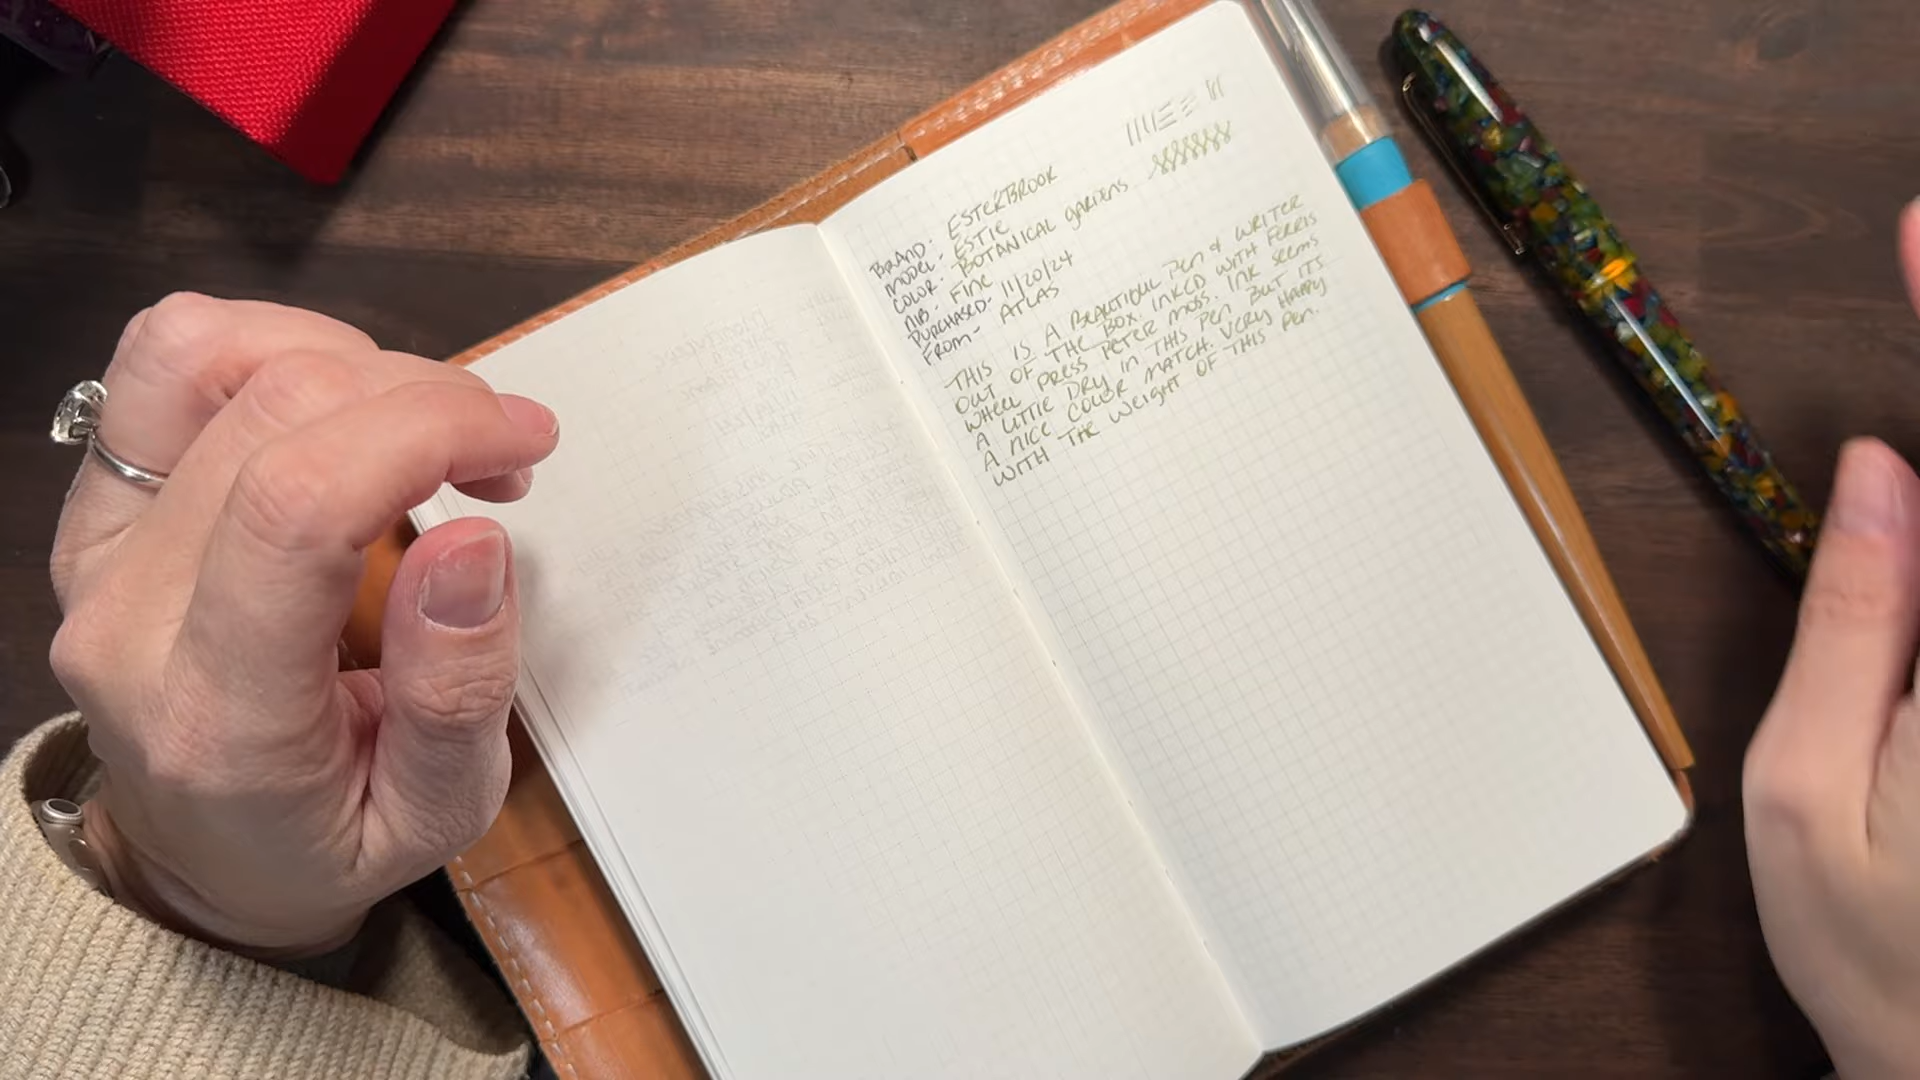 BRAND- ESTERBROOK
MODEL- ESTIE
COLOR- BOTANICAL GARDENS
NIB- FINE
PURCHASED- 11/20/24
FROM- ATLAS
THIS IS A BEAUTIFUL PEN & WRITER
OUT OF THE BOX. INKED WITH FERRIS
WHEEL PRESS PETER MOSS. INK SEEMS
A LITTLE DRY IN THIS PEN BUT ITS
A NICE COLOR MATCH. VERY HAPPY
WITH THE WEIGHT OF THIS PEN.